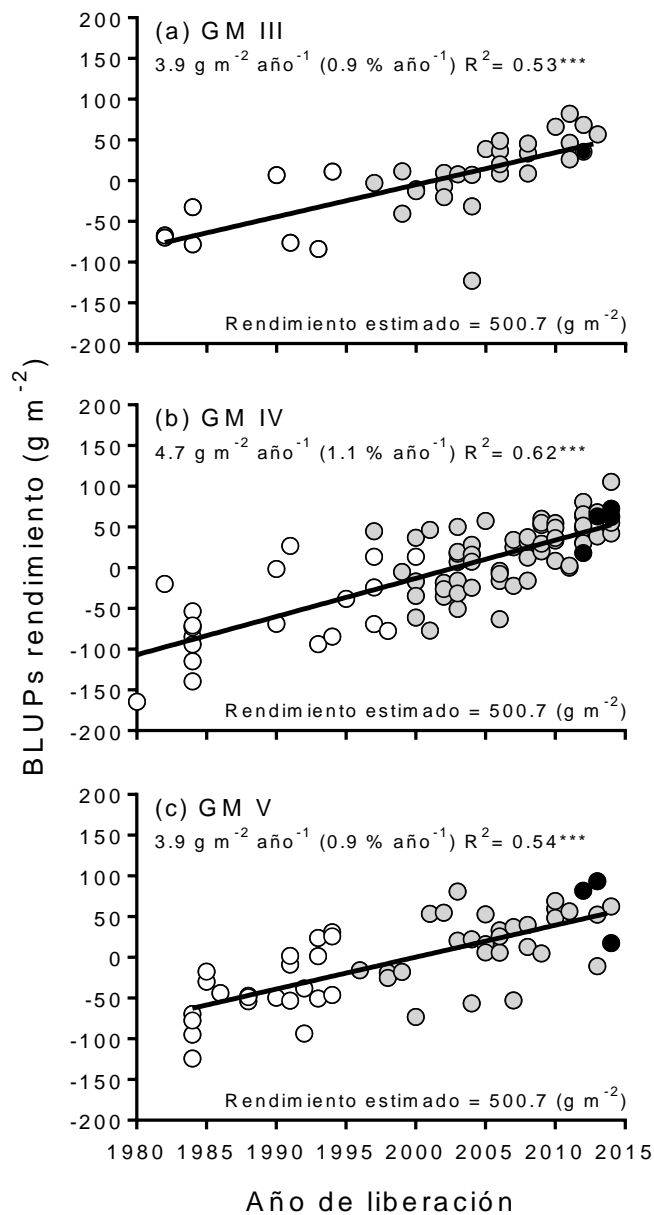 (a) GM III
3.9 g m⁻² año⁻¹ (0.9 % año⁻¹) R²= 0.53***
200
150
100
50
0
-50
-100
-150
-200
Rendimiento estimado = 500.7 (g m⁻²)
(b) GM IV
4.7 g m⁻² año⁻¹ (1.1 % año⁻¹) R²= 0.62***
200
150
100
50
0
-50
-100
-150
-200
Rendimiento estimado = 500.7 (g m⁻²)
BLUPs rendimiento (g m⁻²)
(c) GM V
3.9 g m⁻² año⁻¹ (0.9 % año⁻¹) R²= 0.54***
200
150
100
50
0
-50
-100
-150
-200
Rendimiento estimado = 500.7 (g m⁻²)
1980 1985 1990 1995 2000 2005 2010 2015
Año de liberación